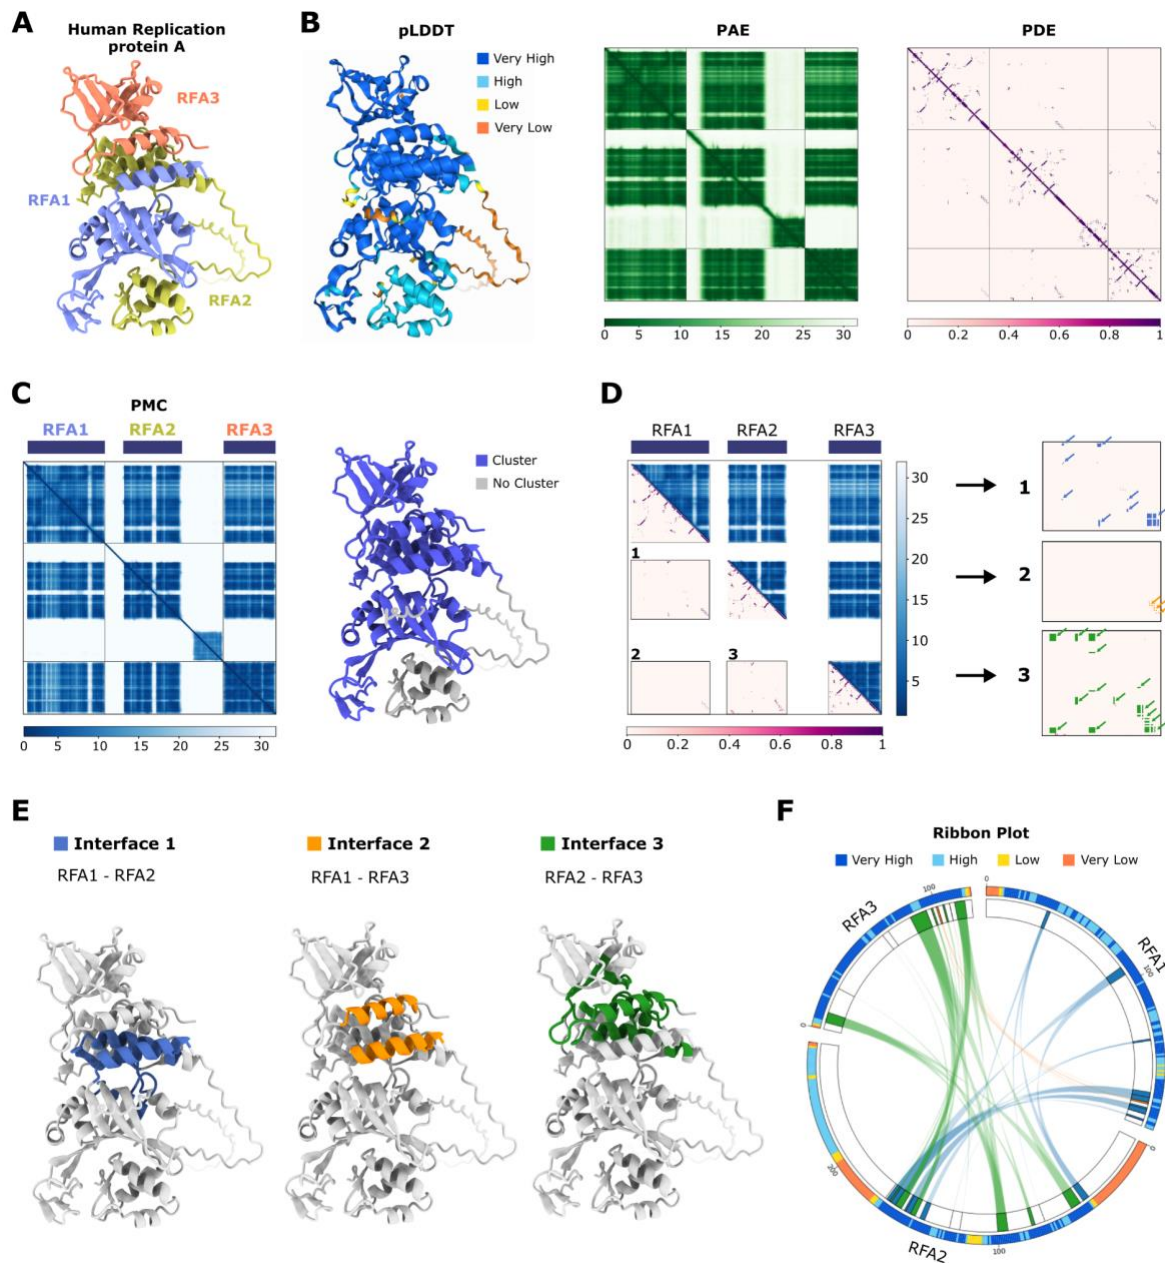 A
Human Replication
protein A
RFA3
RFA1
RFA2
B
pLDDT
Very High
High
Low
Very Low
PAE
0 5 10 15 20 25 30
PDE
0 0.2 0.4 0.6 0.8 1
C
PMC
RFA1 RFA2 RFA3
0 5 10 15 20 25 30
Cluster
No Cluster
D
RFA1 RFA2 RFA3
1
2 3
30
25
20
15
10
5
0 0.2 0.4 0.6 0.8 1
1
2
3
E
Interface 1
RFA1 - RFA2
Interface 2
RFA1 - RFA3
Interface 3
RFA2 - RFA3
F
Ribbon Plot
Very High High Low Very Low
RFA3
100
0
0
RFA1
100
0
200
RFA2
100